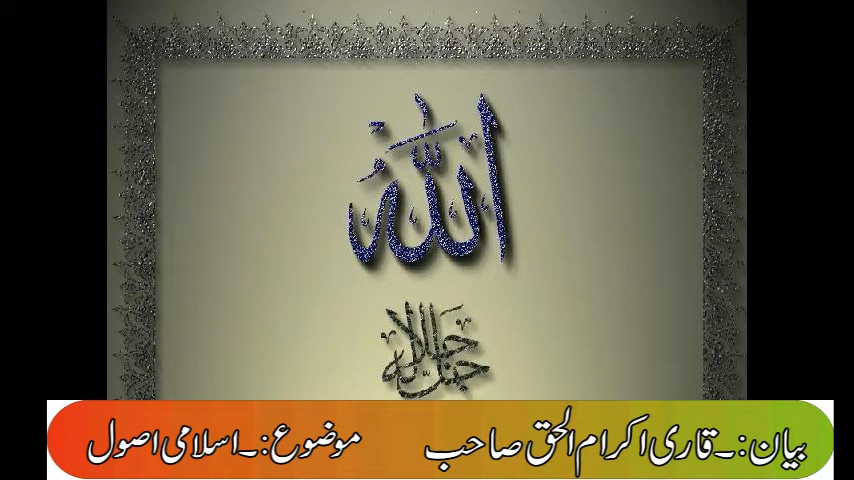 الله
جل جلاله
بیان:۔ قاری اکرام الحق صاحب موضوع:۔ اسلامی اصول